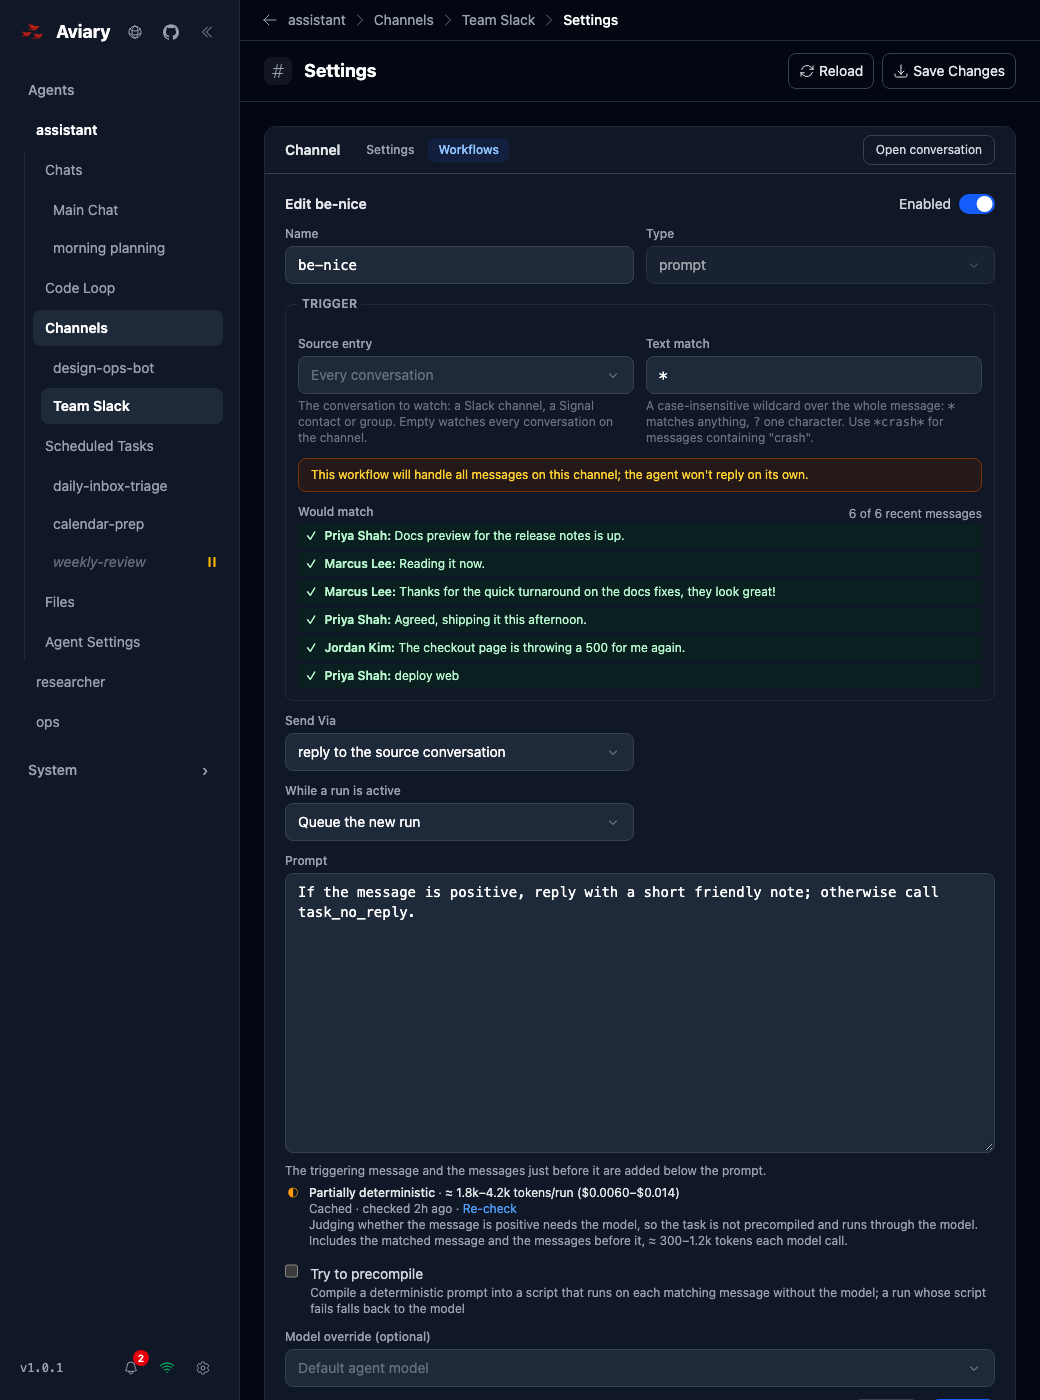 Aviary
Agents
assistant
Chats
Main Chat
morning planning
Code Loop
Channels
design-ops-bot
Team Slack
Scheduled Tasks
daily-inbox-triage
calendar-prep
weekly-review
Files
Agent Settings
researcher
ops
System
v1.0.1
2
assistant
Channels
Team Slack
Settings
# Settings
Reload
Save Changes
Channel
Settings
Workflows
Open conversation
Edit be-nice
Enabled
Name
be-nice
Type
prompt
TRIGGER
Source entry
Every conversation
The conversation to watch: a Slack channel, a Signal
contact or group. Empty watches every conversation on
the channel.
Text match
*
A case-insensitive wildcard over the whole message: *
matches anything, ? one character. Use *crash* for
messages containing "crash".
This workflow will handle all messages on this channel; the agent won't reply on its own.
Would match
6 of 6 recent messages
✓ Priya Shah: Docs preview for the release notes is up.
✓ Marcus Lee: Reading it now.
✓ Marcus Lee: Thanks for the quick turnaround on the docs fixes, they look great!
✓ Priya Shah: Agreed, shipping it this afternoon.
✓ Jordan Kim: The checkout page is throwing a 500 for me again.
✓ Priya Shah: deploy web
Send Via
reply to the source conversation
While a run is active
Queue the new run
Prompt
If the message is positive, reply with a short friendly note; otherwise call
task_no_reply.
The triggering message and the messages just before it are added below the prompt.
Partially deterministic · ≈ 1.8k–4.2k tokens/run ($0.0060–$0.014)
Cached · checked 2h ago · Re-check
Judging whether the message is positive needs the model, so the task is not precompiled and runs through the model.
Includes the matched message and the messages before it, ≈ 300–1.2k tokens each model call.
Try to precompile
Compile a deterministic prompt into a script that runs on each matching message without the model; a run whose script
fails falls back to the model
Model override (optional)
Default agent model